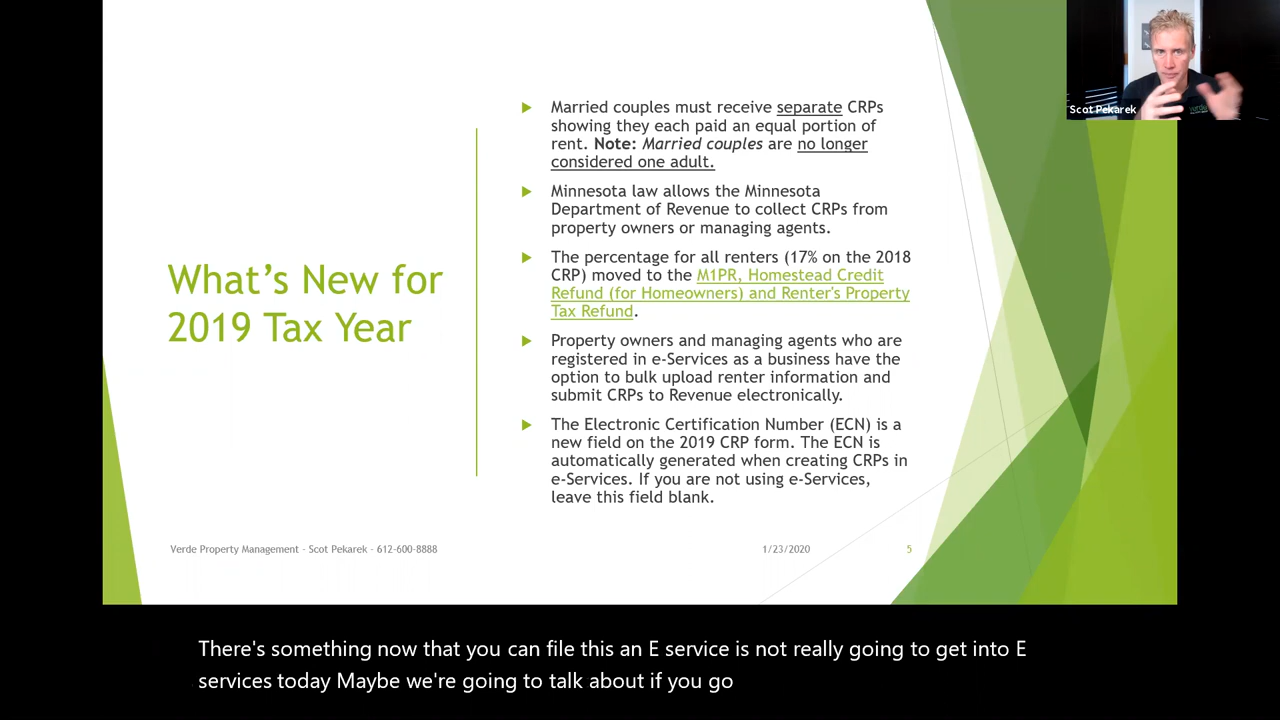 Scot Pekarek
What's New for
2019 Tax Year
Married couples must receive separate CRPs
showing they each paid an equal portion of
rent. Note: Married couples are no longer
considered one adult.
Minnesota law allows the Minnesota
Department of Revenue to collect CRPs from
property owners or managing agents.
The percentage for all renters (17% on the 2018
CRP) moved to the M1PR, Homestead Credit
Refund (for Homeowners) and Renter's Property
Tax Refund.
Property owners and managing agents who are
registered in e-Services as a business have the
option to bulk upload renter information and
submit CRPs to Revenue electronically.
The Electronic Certification Number (ECN) is a
new field on the 2019 CRP form. The ECN is
automatically generated when creating CRPs in
e-Services. If you are not using e-Services,
leave this field blank.
Verde Property Management - Scot Pekarek - 612-600-8888
1/23/2020
5
There's something now that you can file this an E service is not really going to get into E
services today Maybe we're going to talk about if you go